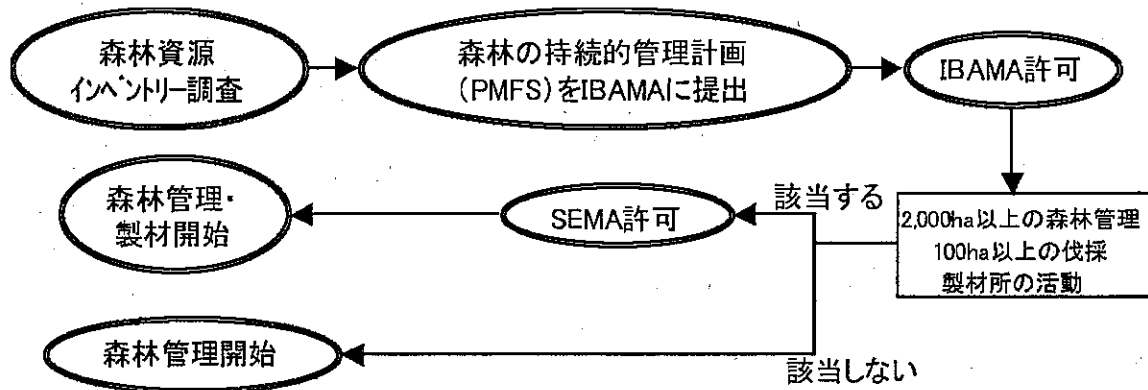 森林資源
インベントリー調査
森林の持続的管理計画
(PMFS)をIBAMAに提出
IBAMA許可
森林管理・
製材開始
SEMA許可
該当する
2,000ha以上の森林管理
100ha以上の伐採
製材所の活動
森林管理開始
該当しない